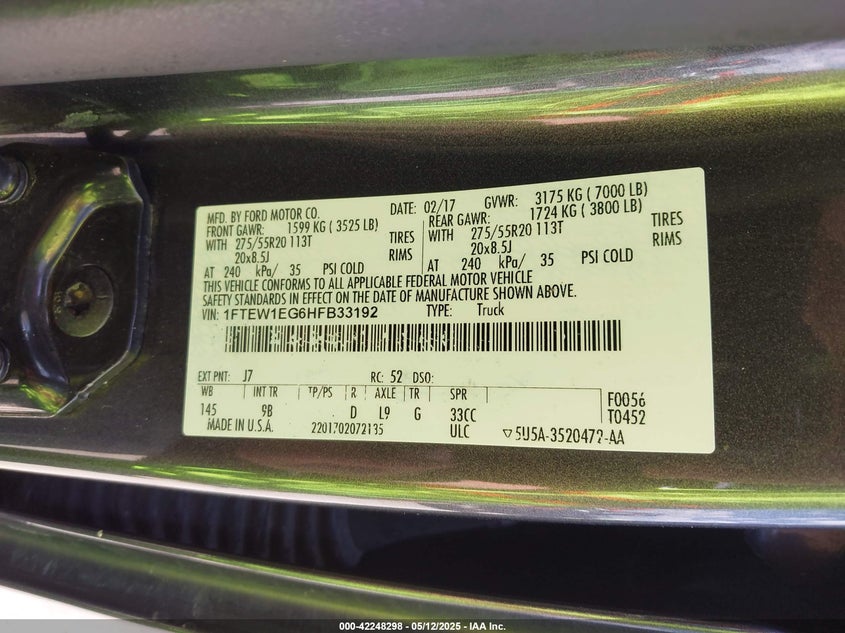 MFD. BY FORD MOTOR CO. DATE: 02/17 GVWR: 3175 KG ( 7000 LB)
FRONT GAWR: 1599 KG ( 3525 LB) REAR GAWR: 1724 KG ( 3800 LB)
WITH 275/55R20 113T TIRES WITH 275/55R20 113T TIRES
20x8.5J RIMS 20x8.5J RIMS
AT 240 kPa/ 35 PSI COLD AT 240 kPa/ 35 PSI COLD
THIS VEHICLE CONFORMS TO ALL APPLICABLE FEDERAL MOTOR VEHICLE
SAFETY STANDARDS IN EFFECT ON THE DATE OF MANUFACTURE SHOWN ABOVE.
VIN: 1FTEW1EG6HFB33192 TYPE: Truck
EXT PNT: J7 RC: 52 DSO:
WB INT TR TP/PS R AXLE TR SPR F0056
145 9B D L9 G 33CC T0452
MADE IN U.S.A. 2201702072135 ULC ▽5U5A-3520472-AA
000-42248298 - 05/12/2025 - IAA Inc.